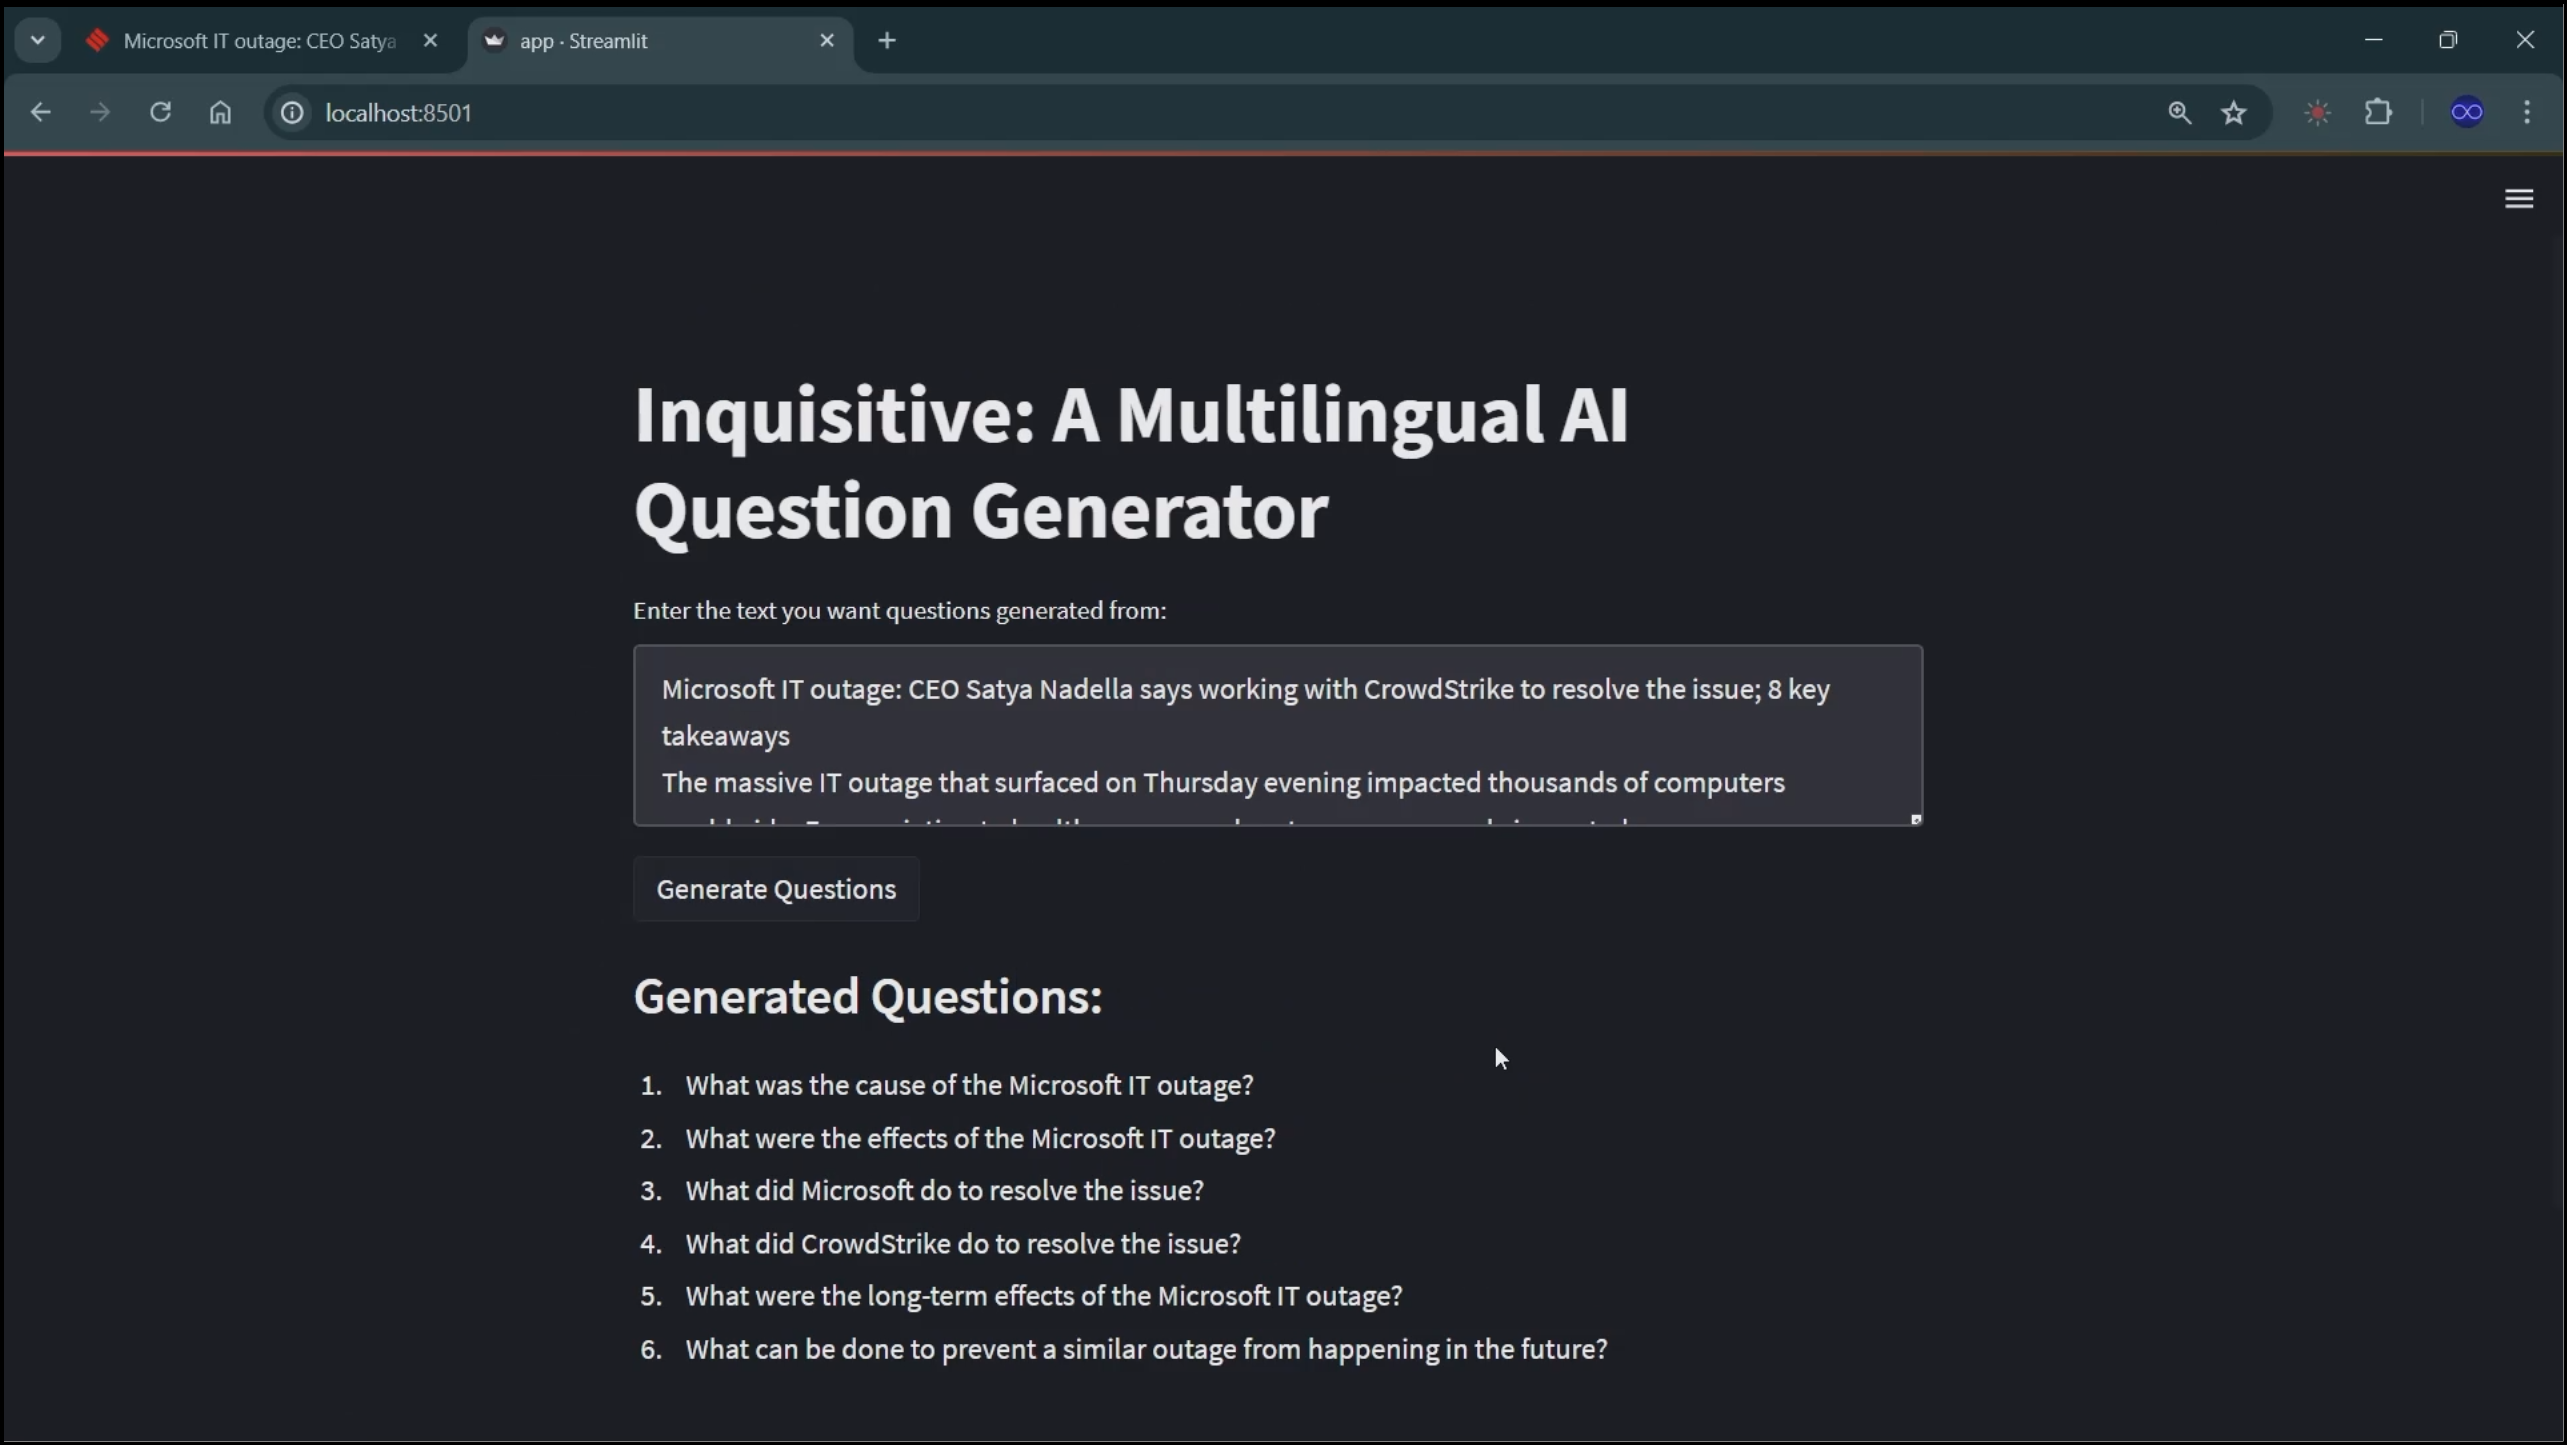 Microsoft IT outage: CEO Satya
app · Streamlit
localhost:8501
Inquisitive: A Multilingual AI
Question Generator
Enter the text you want questions generated from:
Microsoft IT outage: CEO Satya Nadella says working with CrowdStrike to resolve the issue; 8 key
takeaways
The massive IT outage that surfaced on Thursday evening impacted thousands of computers
Generate Questions
Generated Questions:
1. What was the cause of the Microsoft IT outage?
2. What were the effects of the Microsoft IT outage?
3. What did Microsoft do to resolve the issue?
4. What did CrowdStrike do to resolve the issue?
5. What were the long-term effects of the Microsoft IT outage?
6. What can be done to prevent a similar outage from happening in the future?